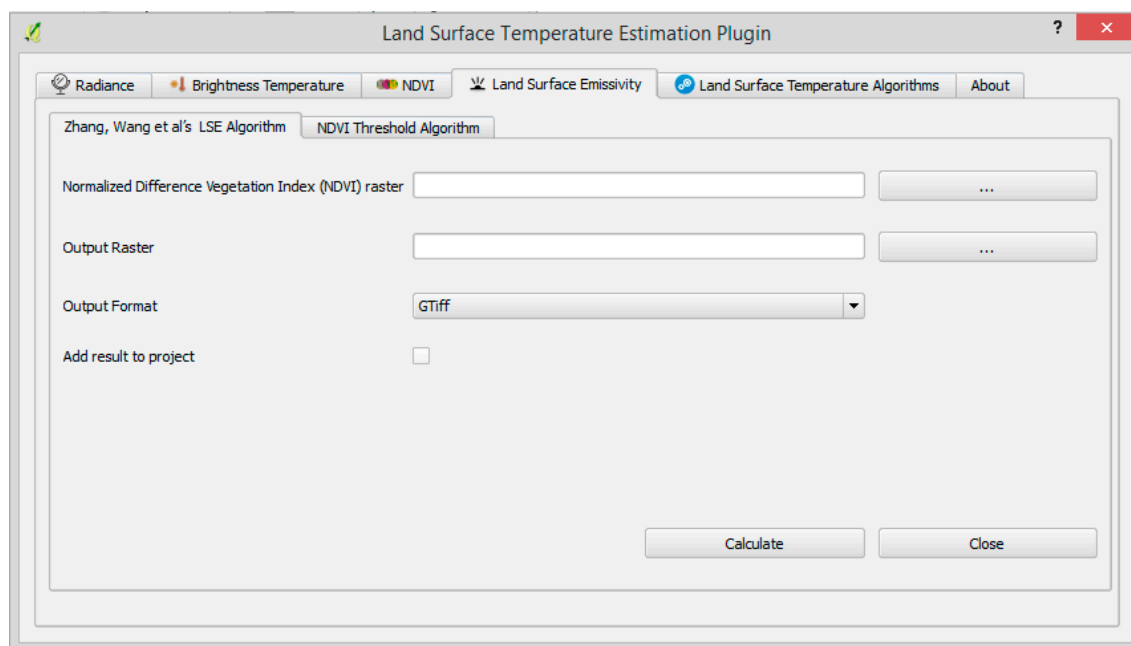 Land Surface Temperature Estimation Plugin ?
Radiance Brightness Temperature NDVI Land Surface Emissivity Land Surface Temperature Algorithms About
Zhang, Wang et al's LSE Algorithm NDVI Threshold Algorithm
Normalized Difference Vegetation Index (NDVI) raster ...
Output Raster ...
Output Format GTiff
Add result to project
Calculate Close